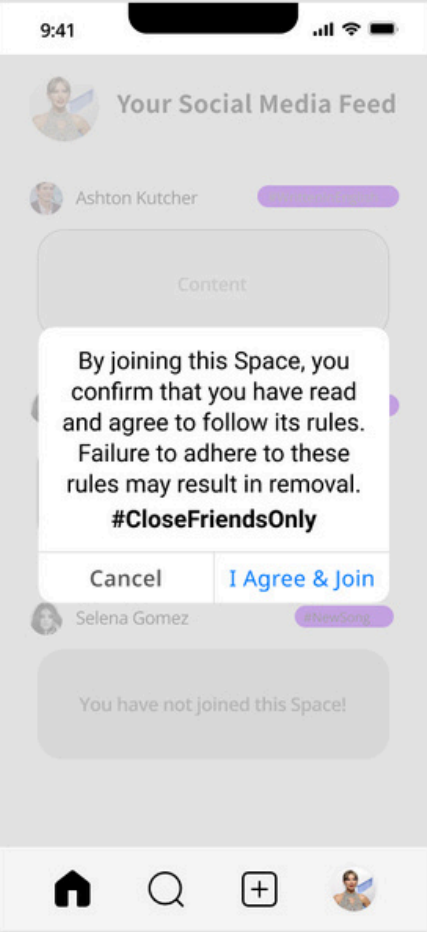 9:41
Your Social Media Feed
Ashton Kutcher
Content
By joining this Space, you
confirm that you have read
and agree to follow its rules.
Failure to adhere to these
rules may result in removal.
#CloseFriendsOnly
Cancel
I Agree & Join
Selena Gomez
#NewSong
You have not joined this Space!